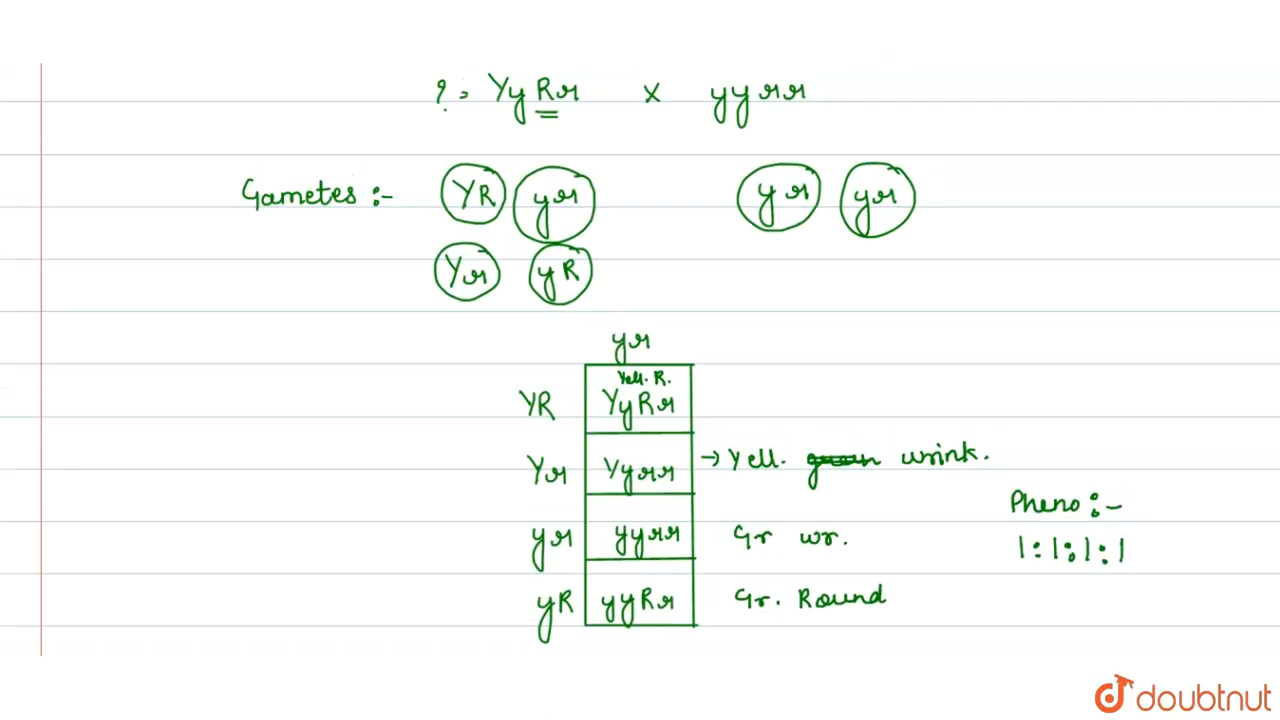 ? = YyRr x yyrr
Gametes :- YR yr yr yr
Yr yR
yr
Yell. R.
YR YyRr
Yr Yyrr → Yell. wrink.
Pheno :-
yr yyrr Gr wr. 1:1:1:1
yR yyRr Gr. Round
doubtnut